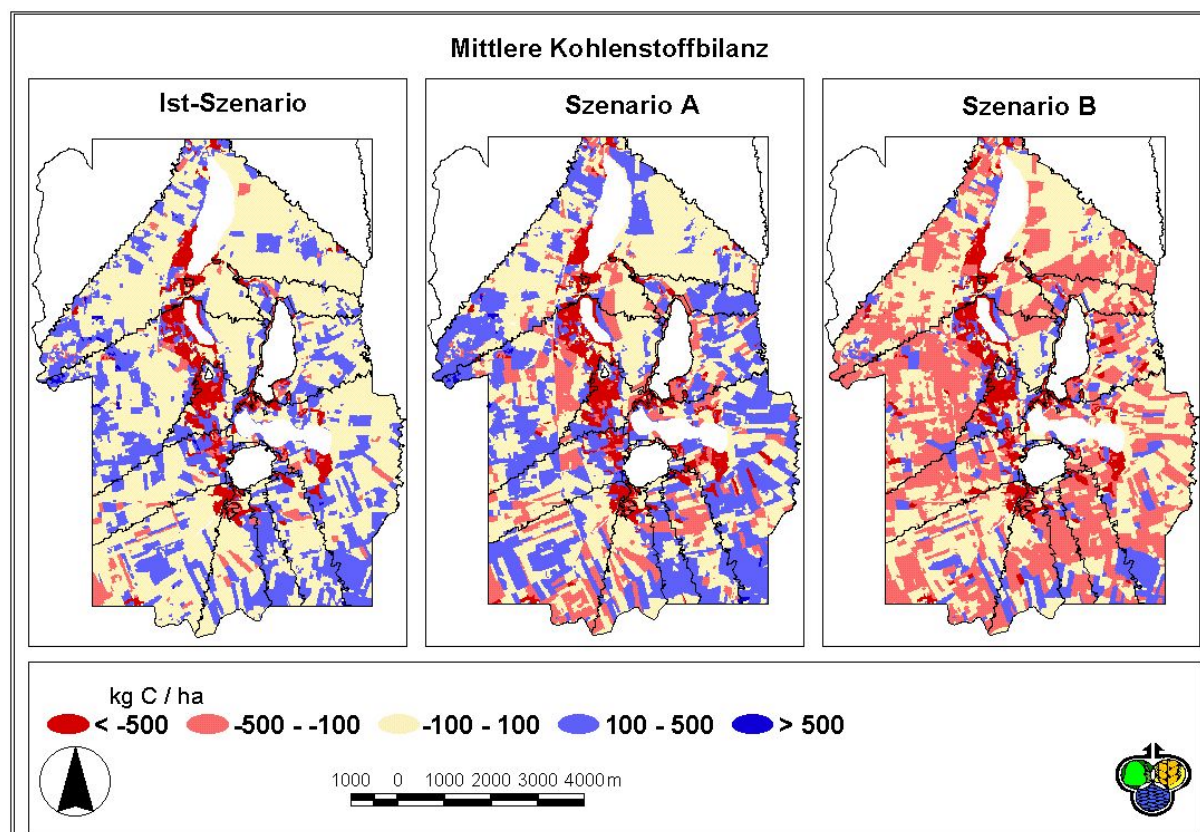 Mittlere Kohlenstoffbilanz
Ist-Szenario
Szenario A
Szenario B
kg C / ha
< -500 -500 - -100 -100 - 100 100 - 500 > 500
1000 0 1000 2000 3000 4000 m